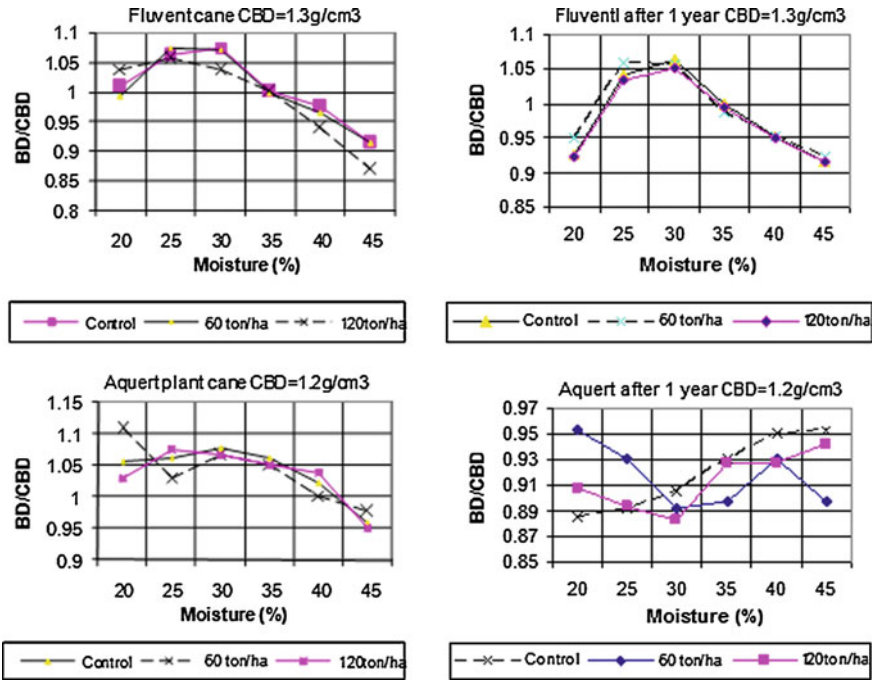 Fluvent cane CBD=1.3g/cm3
BD/CBD
1.1
1.05
1
0.95
0.9
0.85
0.8
20 25 30 35 40 45
Moisture (%)
Control 60 ton/ha 120ton/ha
Fluventl after 1 year CBD=1.3g/cm3
BD/CBD
1.1
1.05
1
0.95
0.9
0.85
20 25 30 35 40 45
Moisture (%)
Control 60 ton/ha 120ton/ha
Aquert plant cane CBD=1.2g/cm3
BD/CBD
1.15
1.1
1.05
1
0.95
0.9
20 25 30 35 40 45
Moisture (%)
Control 60 ton/ha 120ton/ha
Aquert after 1 year CBD=1.2g/cm3
BD/CBD
0.97
0.95
0.93
0.91
0.89
0.87
0.85
20 25 30 35 40 45
Moisture (%)
Control 60 ton/ha 120ton/ha